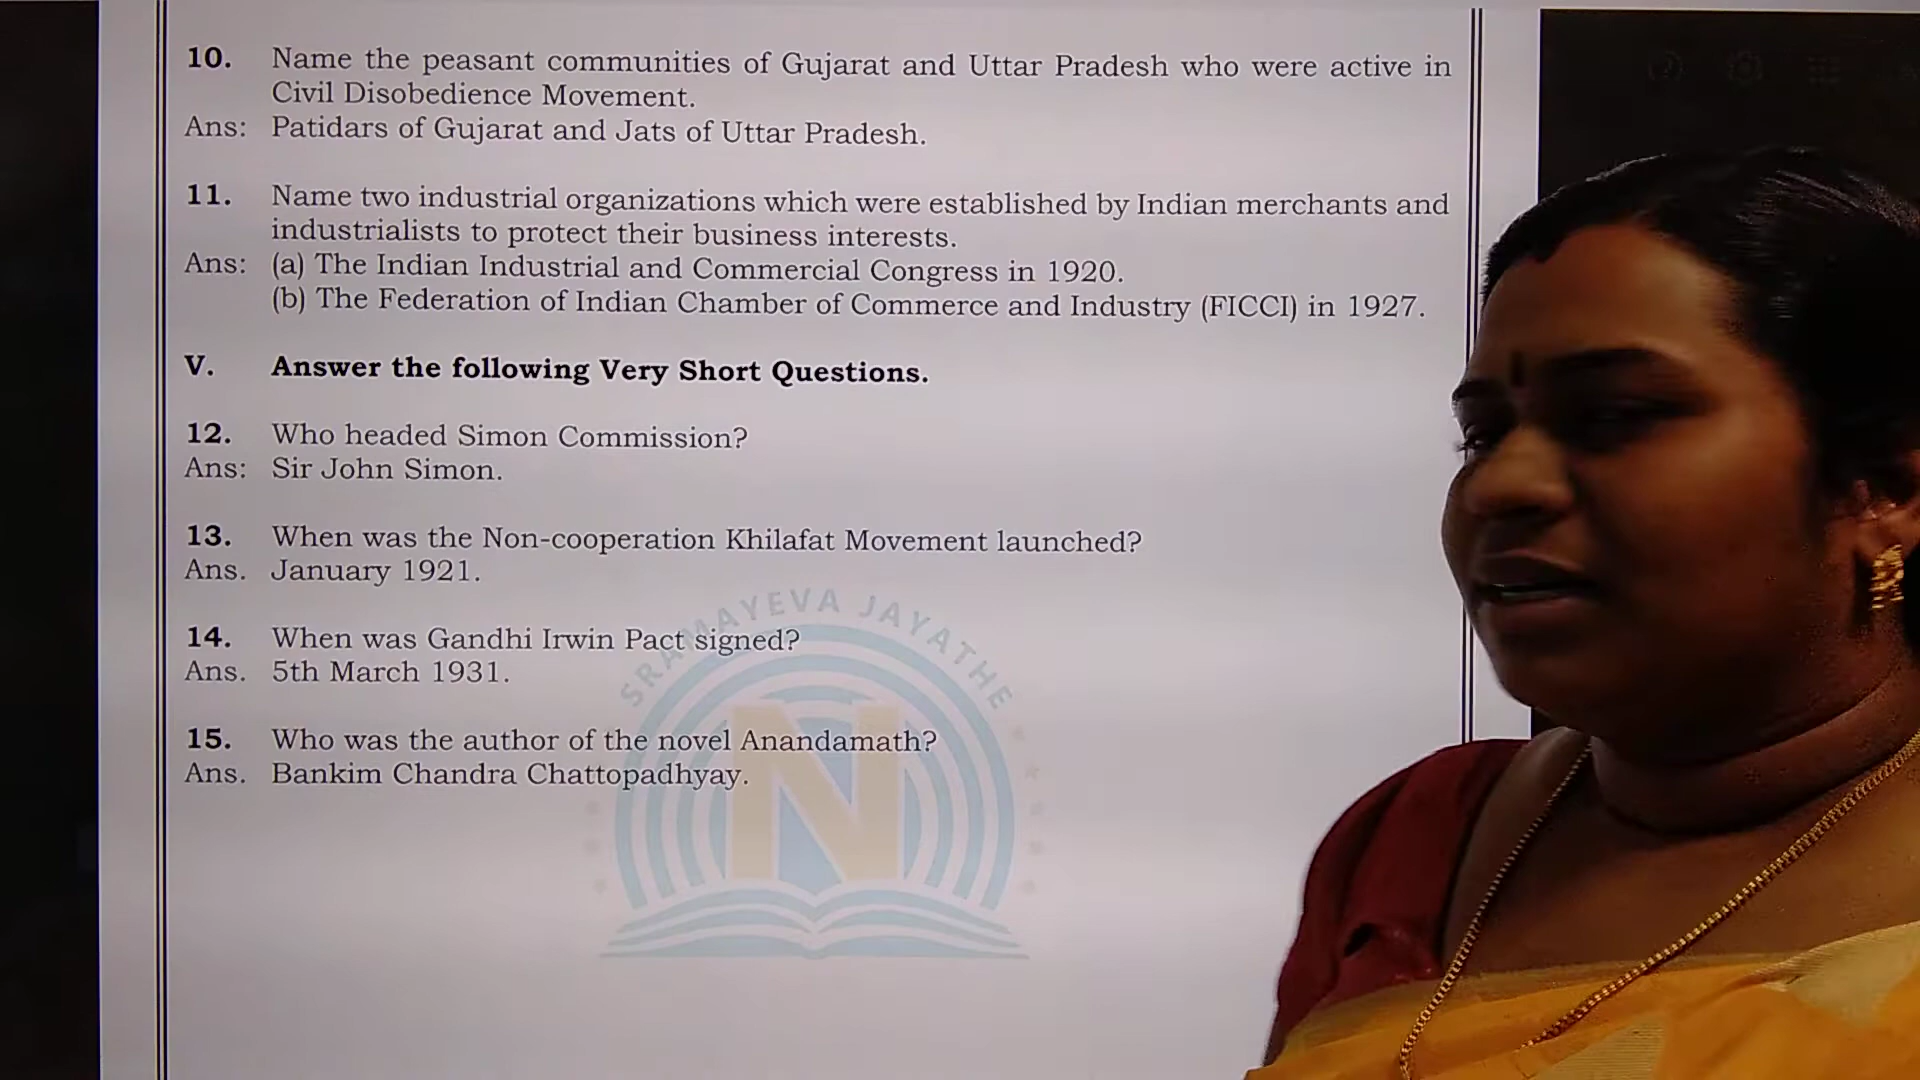 10. Name the peasant communities of Gujarat and Uttar Pradesh who were active in
Civil Disobedience Movement.
Ans: Patidars of Gujarat and Jats of Uttar Pradesh.
11. Name two industrial organizations which were established by Indian merchants and
industrialists to protect their business interests.
Ans: (a) The Indian Industrial and Commercial Congress in 1920.
(b) The Federation of Indian Chamber of Commerce and Industry (FICCI) in 1927.
V. Answer the following Very Short Questions.
12. Who headed Simon Commission?
Ans: Sir John Simon.
13. When was the Non-cooperation Khilafat Movement launched?
Ans. January 1921.
14. When was Gandhi Irwin Pact signed?
Ans. 5th March 1931.
15. Who was the author of the novel Anandamath?
Ans. Bankim Chandra Chattopadhyay.
SRAMAYEVA JAYATHE
N